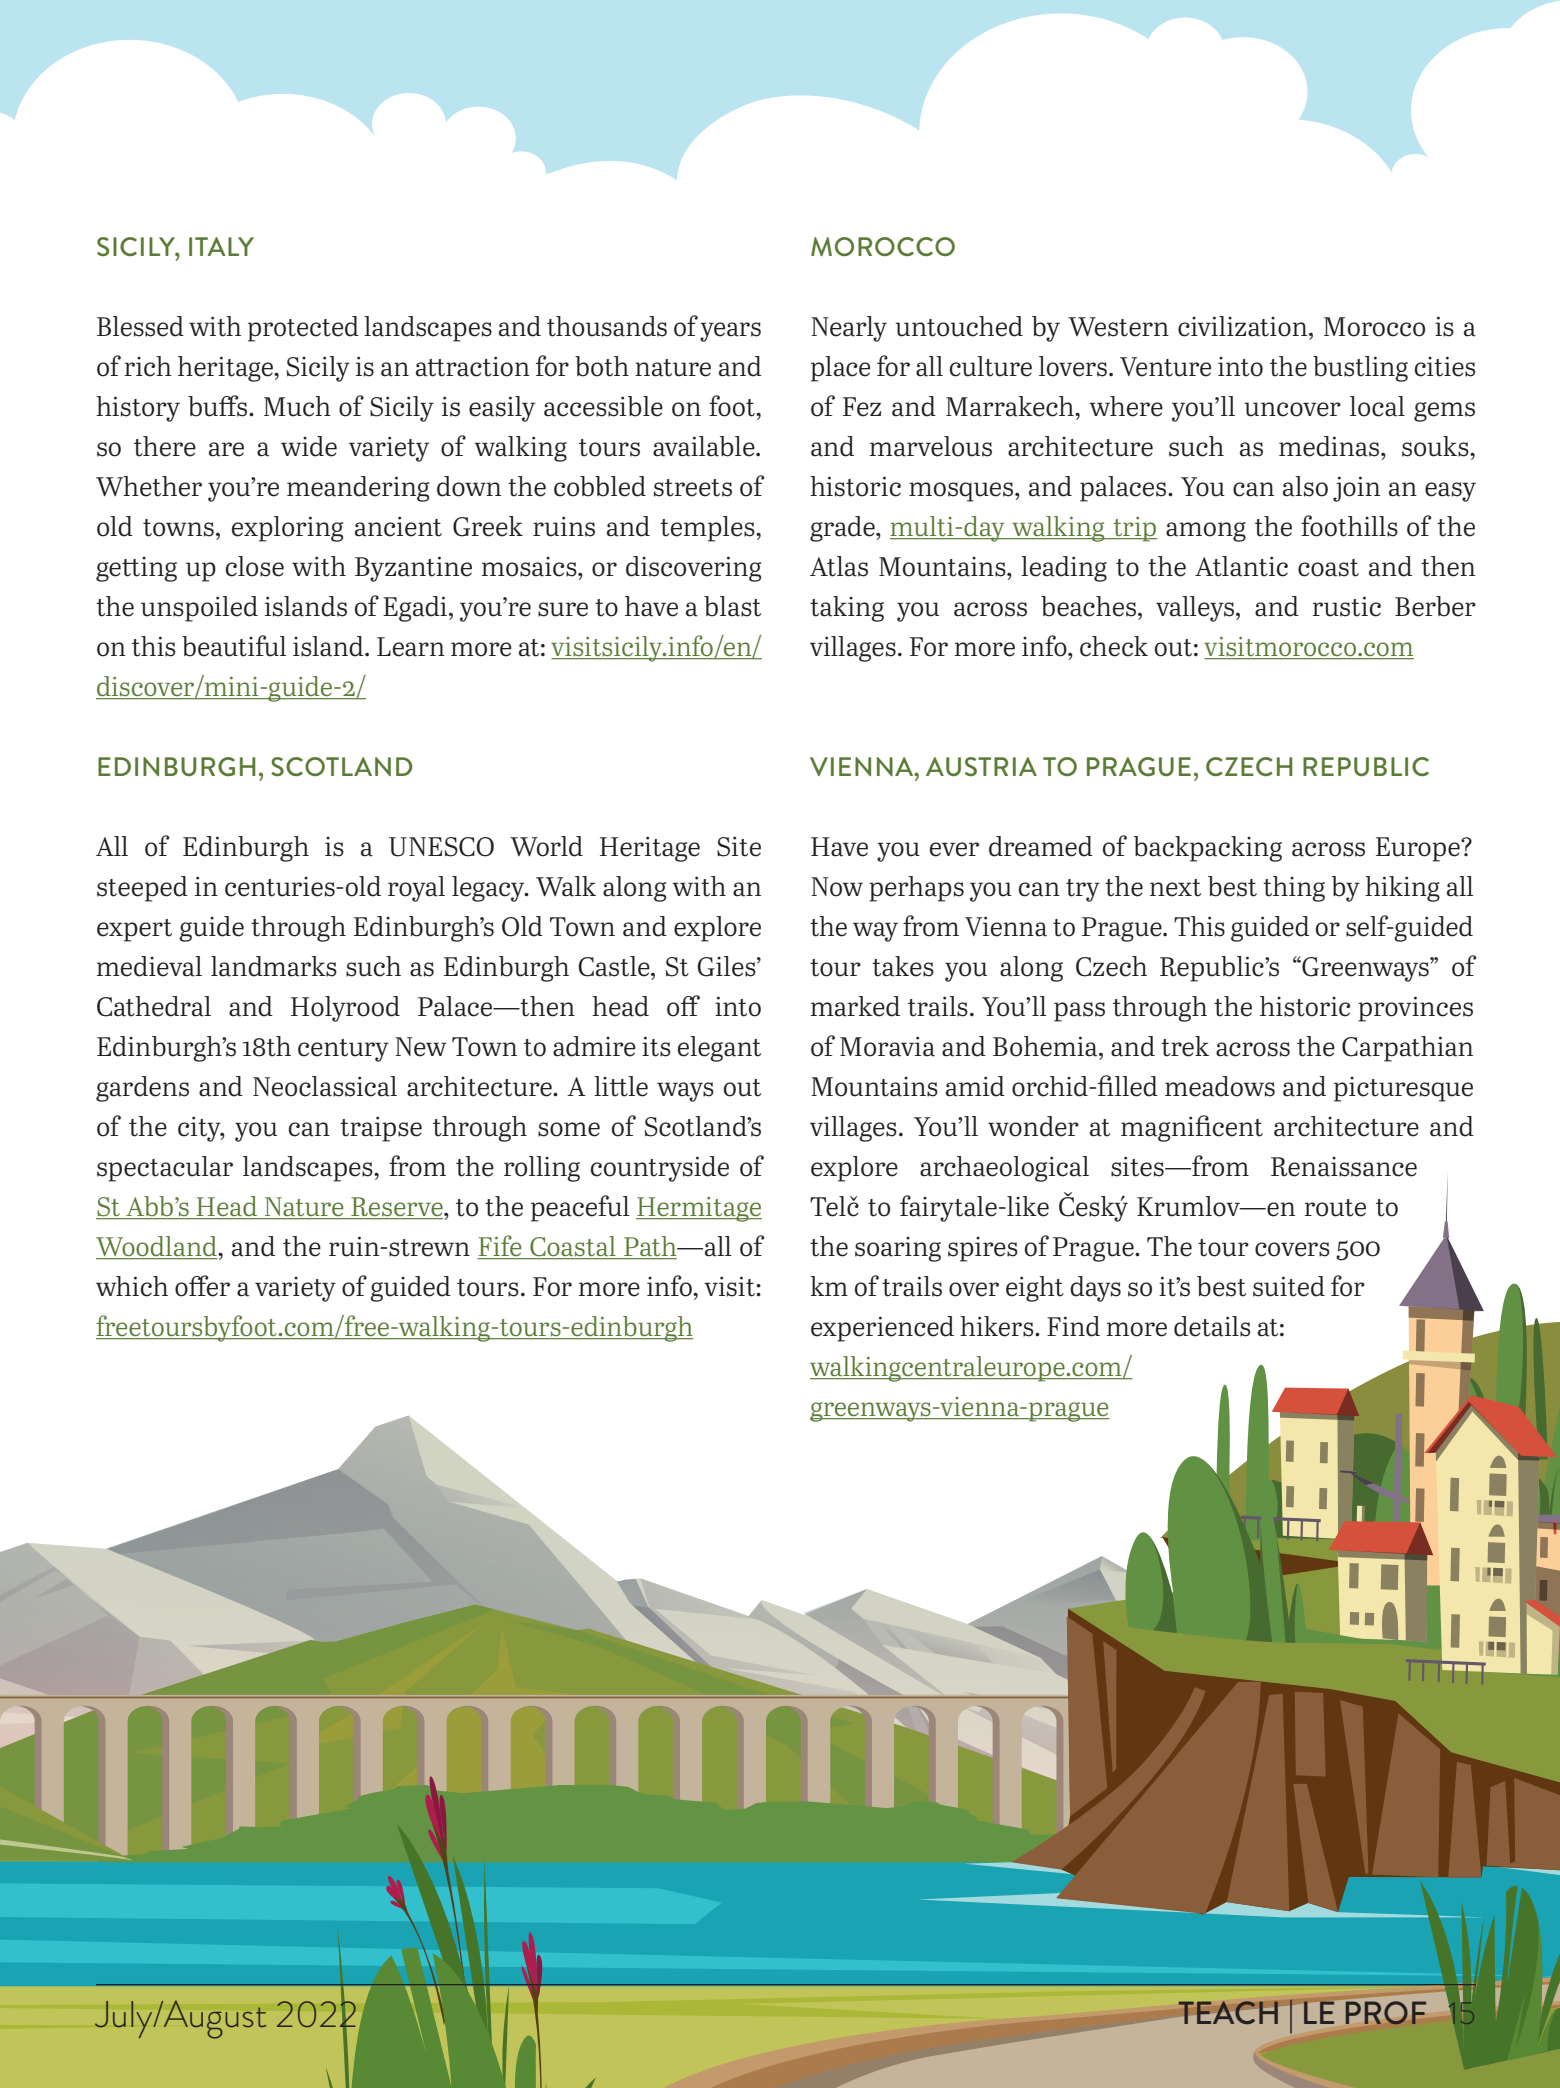 SICILY, ITALY
Blessed with protected landscapes and thousands of years
of rich heritage, Sicily is an attraction for both nature and
history buffs. Much of Sicily is easily accessible on foot,
so there are a wide variety of walking tours available.
Whether you’re meandering down the cobbled streets of
old towns, exploring ancient Greek ruins and temples,
getting up close with Byzantine mosaics, or discovering
the unspoiled islands of Egadi, you’re sure to have a blast
on this beautiful island. Learn more at: visitsicily.info/en/
discover/mini-guide-2/
EDINBURGH, SCOTLAND
All of Edinburgh is a UNESCO World Heritage Site
steeped in centuries-old royal legacy. Walk along with an
expert guide through Edinburgh’s Old Town and explore
medieval landmarks such as Edinburgh Castle, St Giles’
Cathedral and Holyrood Palace—then head off into
Edinburgh’s 18th century New Town to admire its elegant
gardens and Neoclassical architecture. A little ways out
of the city, you can traipse through some of Scotland’s
spectacular landscapes, from the rolling countryside of
St Abb’s Head Nature Reserve, to the peaceful Hermitage
Woodland, and the ruin-strewn Fife Coastal Path—all of
which offer a variety of guided tours. For more info, visit:
freetoursbyfoot.com/free-walking-tours-edinburgh
MOROCCO
Nearly untouched by Western civilization, Morocco is a
place for all culture lovers. Venture into the bustling cities
of Fez and Marrakech, where you’ll uncover local gems
and marvelous architecture such as medinas, souks,
historic mosques, and palaces. You can also join an easy
grade, multi-day walking trip among the foothills of the
Atlas Mountains, leading to the Atlantic coast and then
taking you across beaches, valleys, and rustic Berber
villages. For more info, check out: visitmorocco.com
VIENNA, AUSTRIA TO PRAGUE, CZECH REPUBLIC
Have you ever dreamed of backpacking across Europe?
Now perhaps you can try the next best thing by hiking all
the way from Vienna to Prague. This guided or self-guided
tour takes you along Czech Republic’s “Greenways” of
marked trails. You’ll pass through the historic provinces
of Moravia and Bohemia, and trek across the Carpathian
Mountains amid orchid-filled meadows and picturesque
villages. You’ll wonder at magnificent architecture and
explore archaeological sites—from Renaissance
Telč to fairytale-like Český Krumlov—en route to
the soaring spires of Prague. The tour covers 500
km of trails over eight days so it’s best suited for
experienced hikers. Find more details at:
walkingcentraleurope.com/
greenways-vienna-prague
July/August 2022
TEACH | LE PROF 15